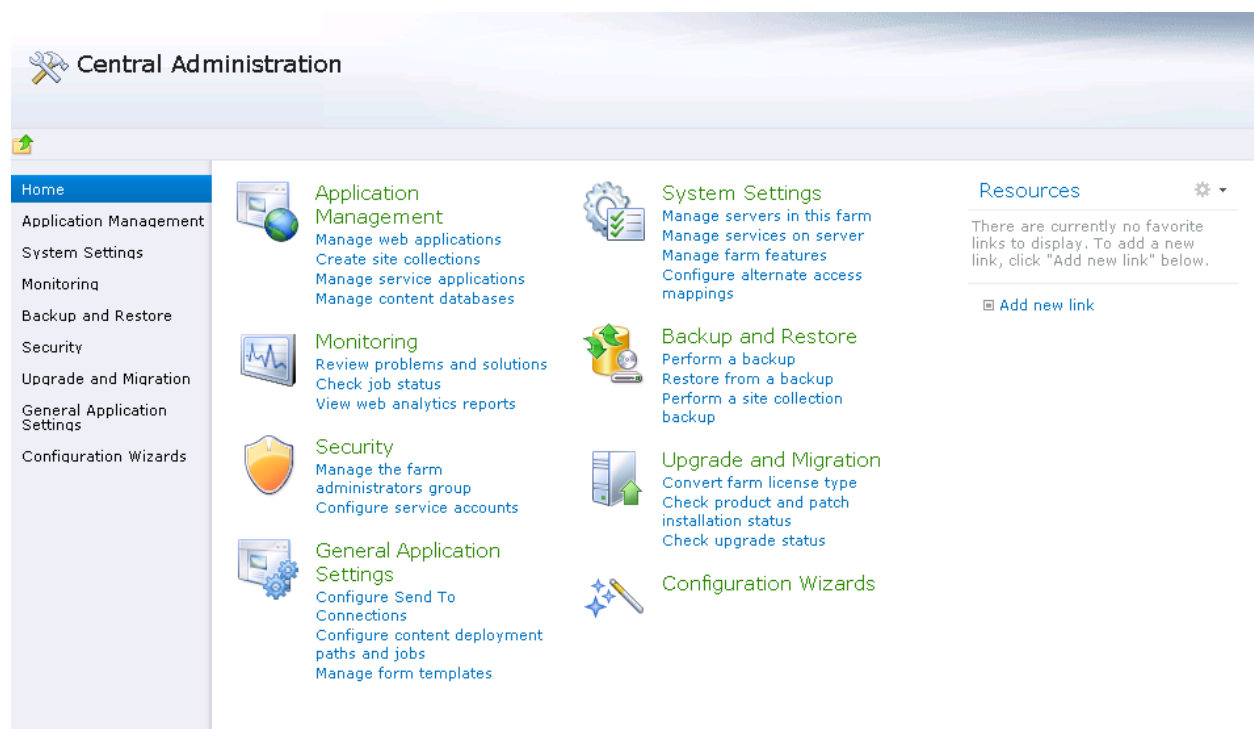 Central Administration
Home
Application Management
System Settings
Monitoring
Backup and Restore
Security
Upgrade and Migration
General Application
Settings
Configuration Wizards
Application
Management
Manage web applications
Create site collections
Manage service applications
Manage content databases
Monitoring
Review problems and solutions
Check job status
View web analytics reports
Security
Manage the farm
administrators group
Configure service accounts
General Application
Settings
Configure Send To
Connections
Configure content deployment
paths and jobs
Manage form templates
System Settings
Manage servers in this farm
Manage services on server
Manage farm features
Configure alternate access
mappings
Backup and Restore
Perform a backup
Restore from a backup
Perform a site collection
backup
Upgrade and Migration
Convert farm license type
Check product and patch
installation status
Check upgrade status
Configuration Wizards
Resources
There are currently no favorite
links to display. To add a new
link, click "Add new link" below.
Add new link